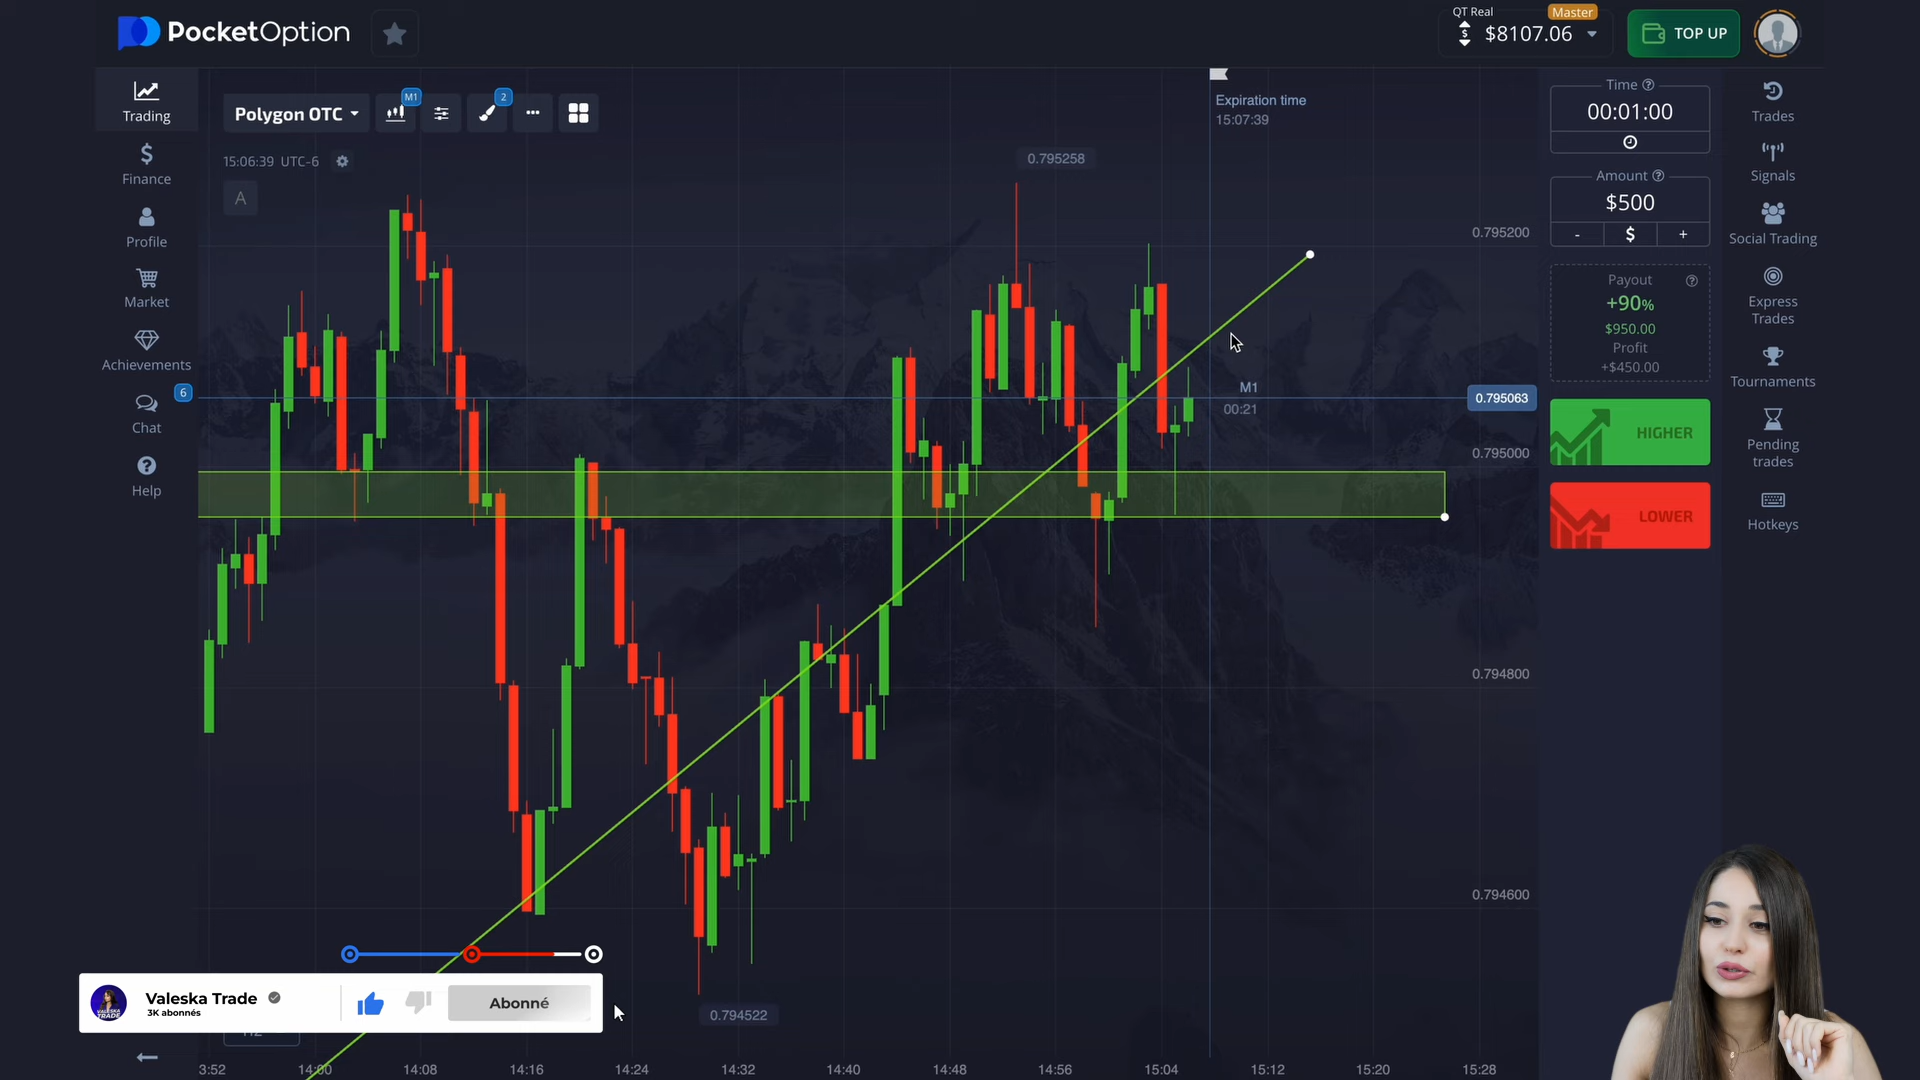 PocketOption
QT Real
Master
$8107.06
TOP UP
Trading
Finance
Profile
Market
Achievements
6
Chat
Help
Polygon OTC
M1
2
15:06:39 UTC-6
A
Expiration time
15:07:39
0.795258
0.795200
M1
00:21
0.795063
0.795000
0.794800
0.794600
0.794522
Time
00:01:00
Amount
$500
- $ +
Payout
+90%
$950.00
Profit
+$450.00
HIGHER
LOWER
Trades
Signals
Social Trading
Express
Trades
Tournaments
Pending
trades
Hotkeys
Valeska Trade
3K abonnés
VALESKA
TRADE
Abonné
3:52 14:00 14:08 14:16 14:24 14:32 14:40 14:48 14:56 15:04 15:12 15:20 15:28